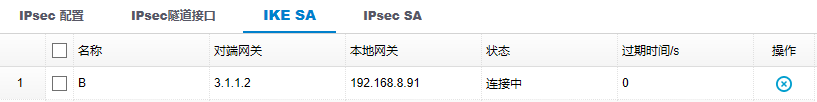 IPsec 配置 IPsec隧道接口 IKE SA IPsec SA
名称 对端网关 本地网关 状态 过期时间/s 操作
1 B 3.1.1.2 192.168.8.91 连接中 0